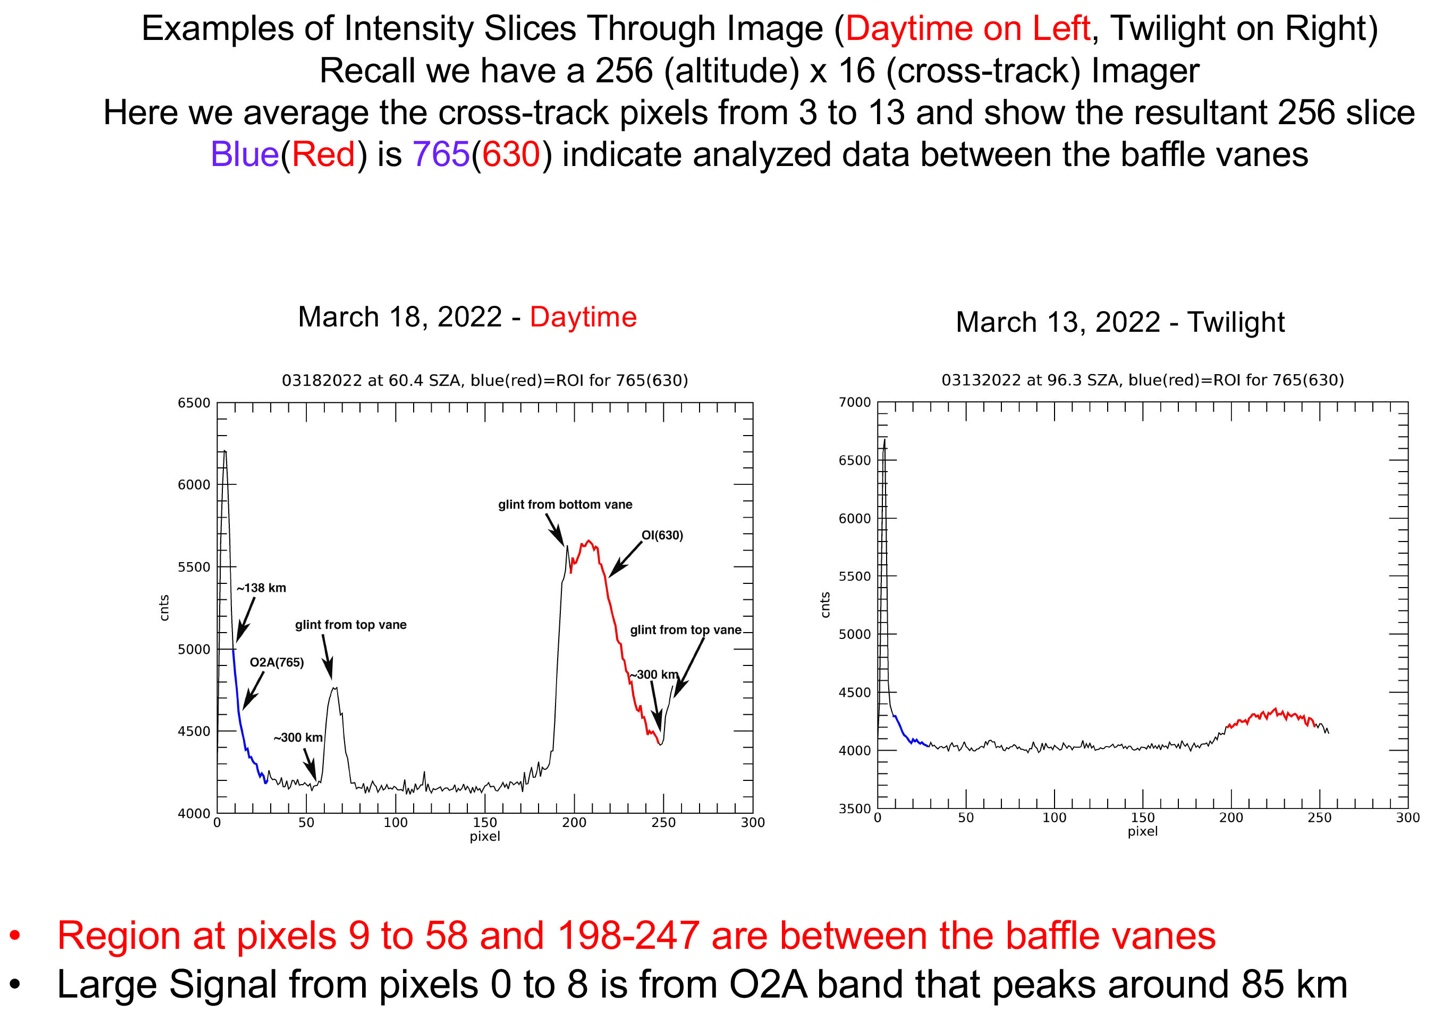 Examples of Intensity Slices Through Image (Daytime on Left, Twilight on Right)
Recall we have a 256 (altitude) x 16 (cross-track) Imager
Here we average the cross-track pixels from 3 to 13 and show the resultant 256 slice
Blue(Red) is 765(630) indicate analyzed data between the baffle vanes
March 18, 2022 - Daytime
03182022 at 60.4 SZA, blue(red)=ROI for 765(630)
6500
6000
5500
5000
4500
4000
cnts
glint from bottom vane
OI(630)
~138 km
glint from top vane
glint from top vane
O2A(765)
~300 km
~300 km
0 50 100 150 200 250 300
pixel
March 13, 2022 - Twilight
03132022 at 96.3 SZA, blue(red)=ROI for 765(630)
7000
6500
6000
5500
5000
4500
4000
3500
cnts
0 50 100 150 200 250 300
pixel
• Region at pixels 9 to 58 and 198-247 are between the baffle vanes
• Large Signal from pixels 0 to 8 is from O2A band that peaks around 85 km